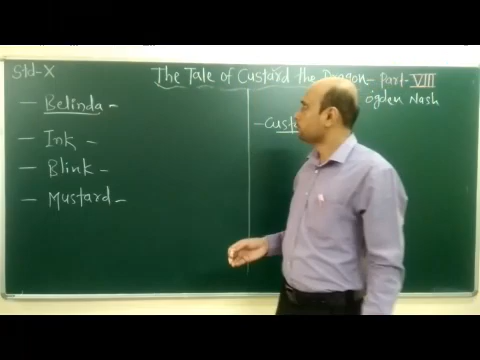 Std-X
The Tale of Custard the Dragon- Part-VIII
Ogden Nash
- Belinda -
- Ink -
- Blink -
- Mustard -